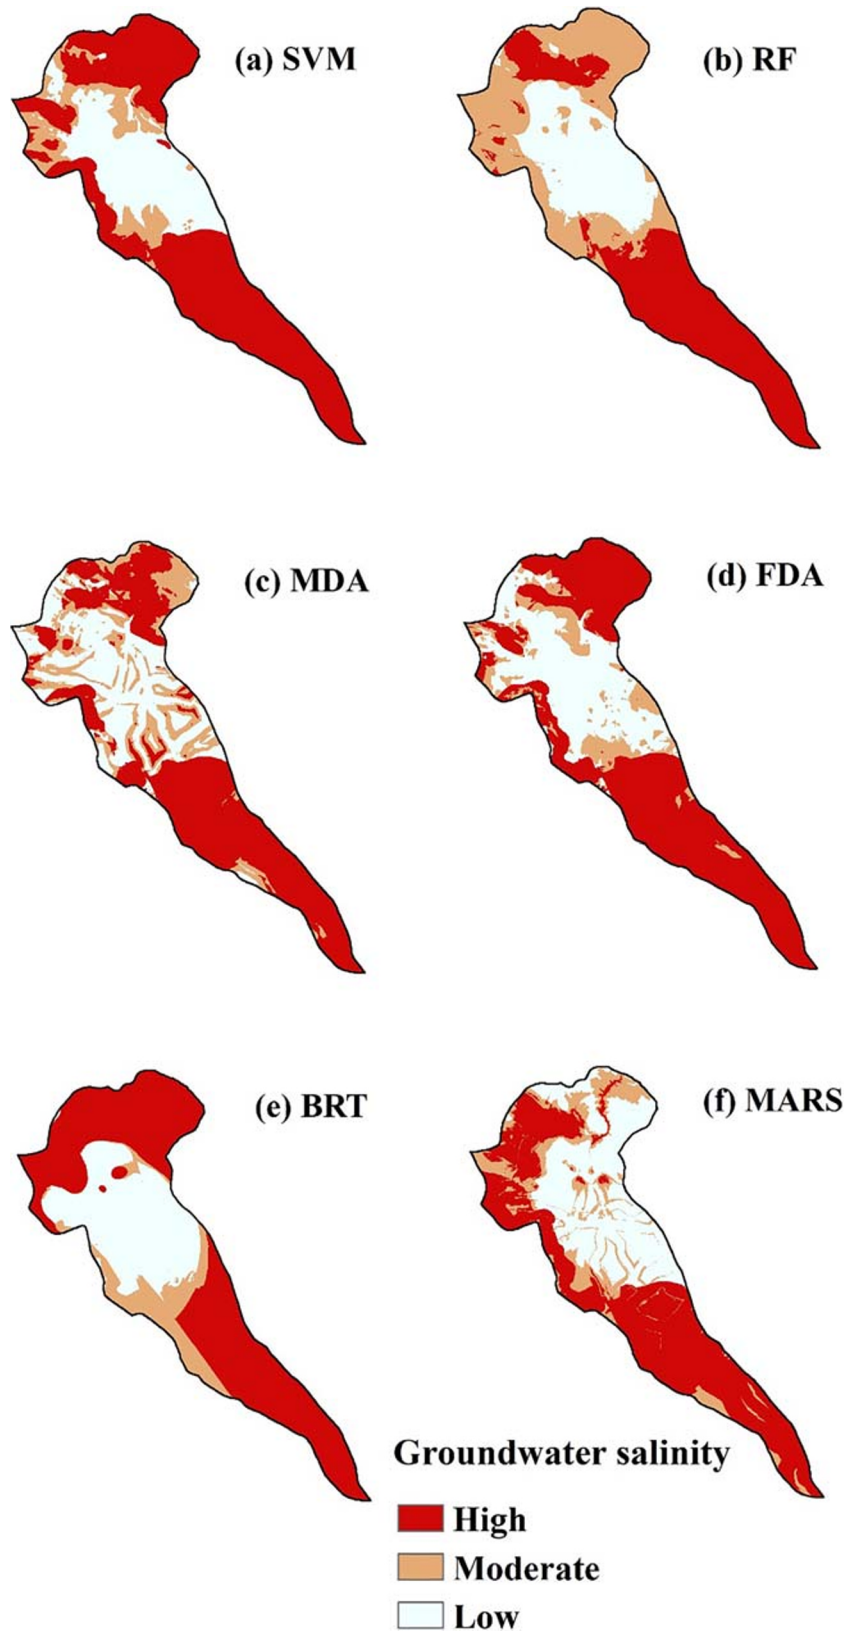 (a) SVM
(b) RF
(c) MDA
(d) FDA
(e) BRT
(f) MARS
Groundwater salinity
High
Moderate
Low